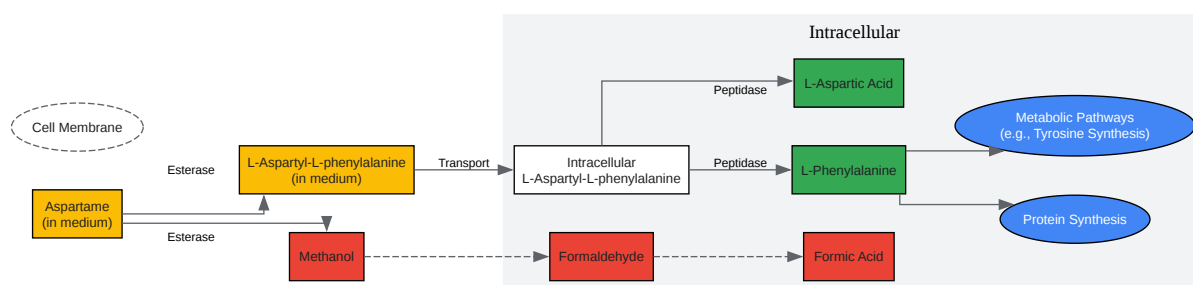 Intracellular
L-Aspartic Acid
Peptidase
Metabolic Pathways
(e.g., Tyrosine Synthesis)
Cell Membrane
Esterase
L-Aspartyl-L-phenylalanine
(in medium)
Transport
Intracellular
L-Aspartyl-L-phenylalanine
Peptidase
L-Phenylalanine
Aspartame
(in medium)
Protein Synthesis
Esterase
Methanol
Formaldehyde
Formic Acid